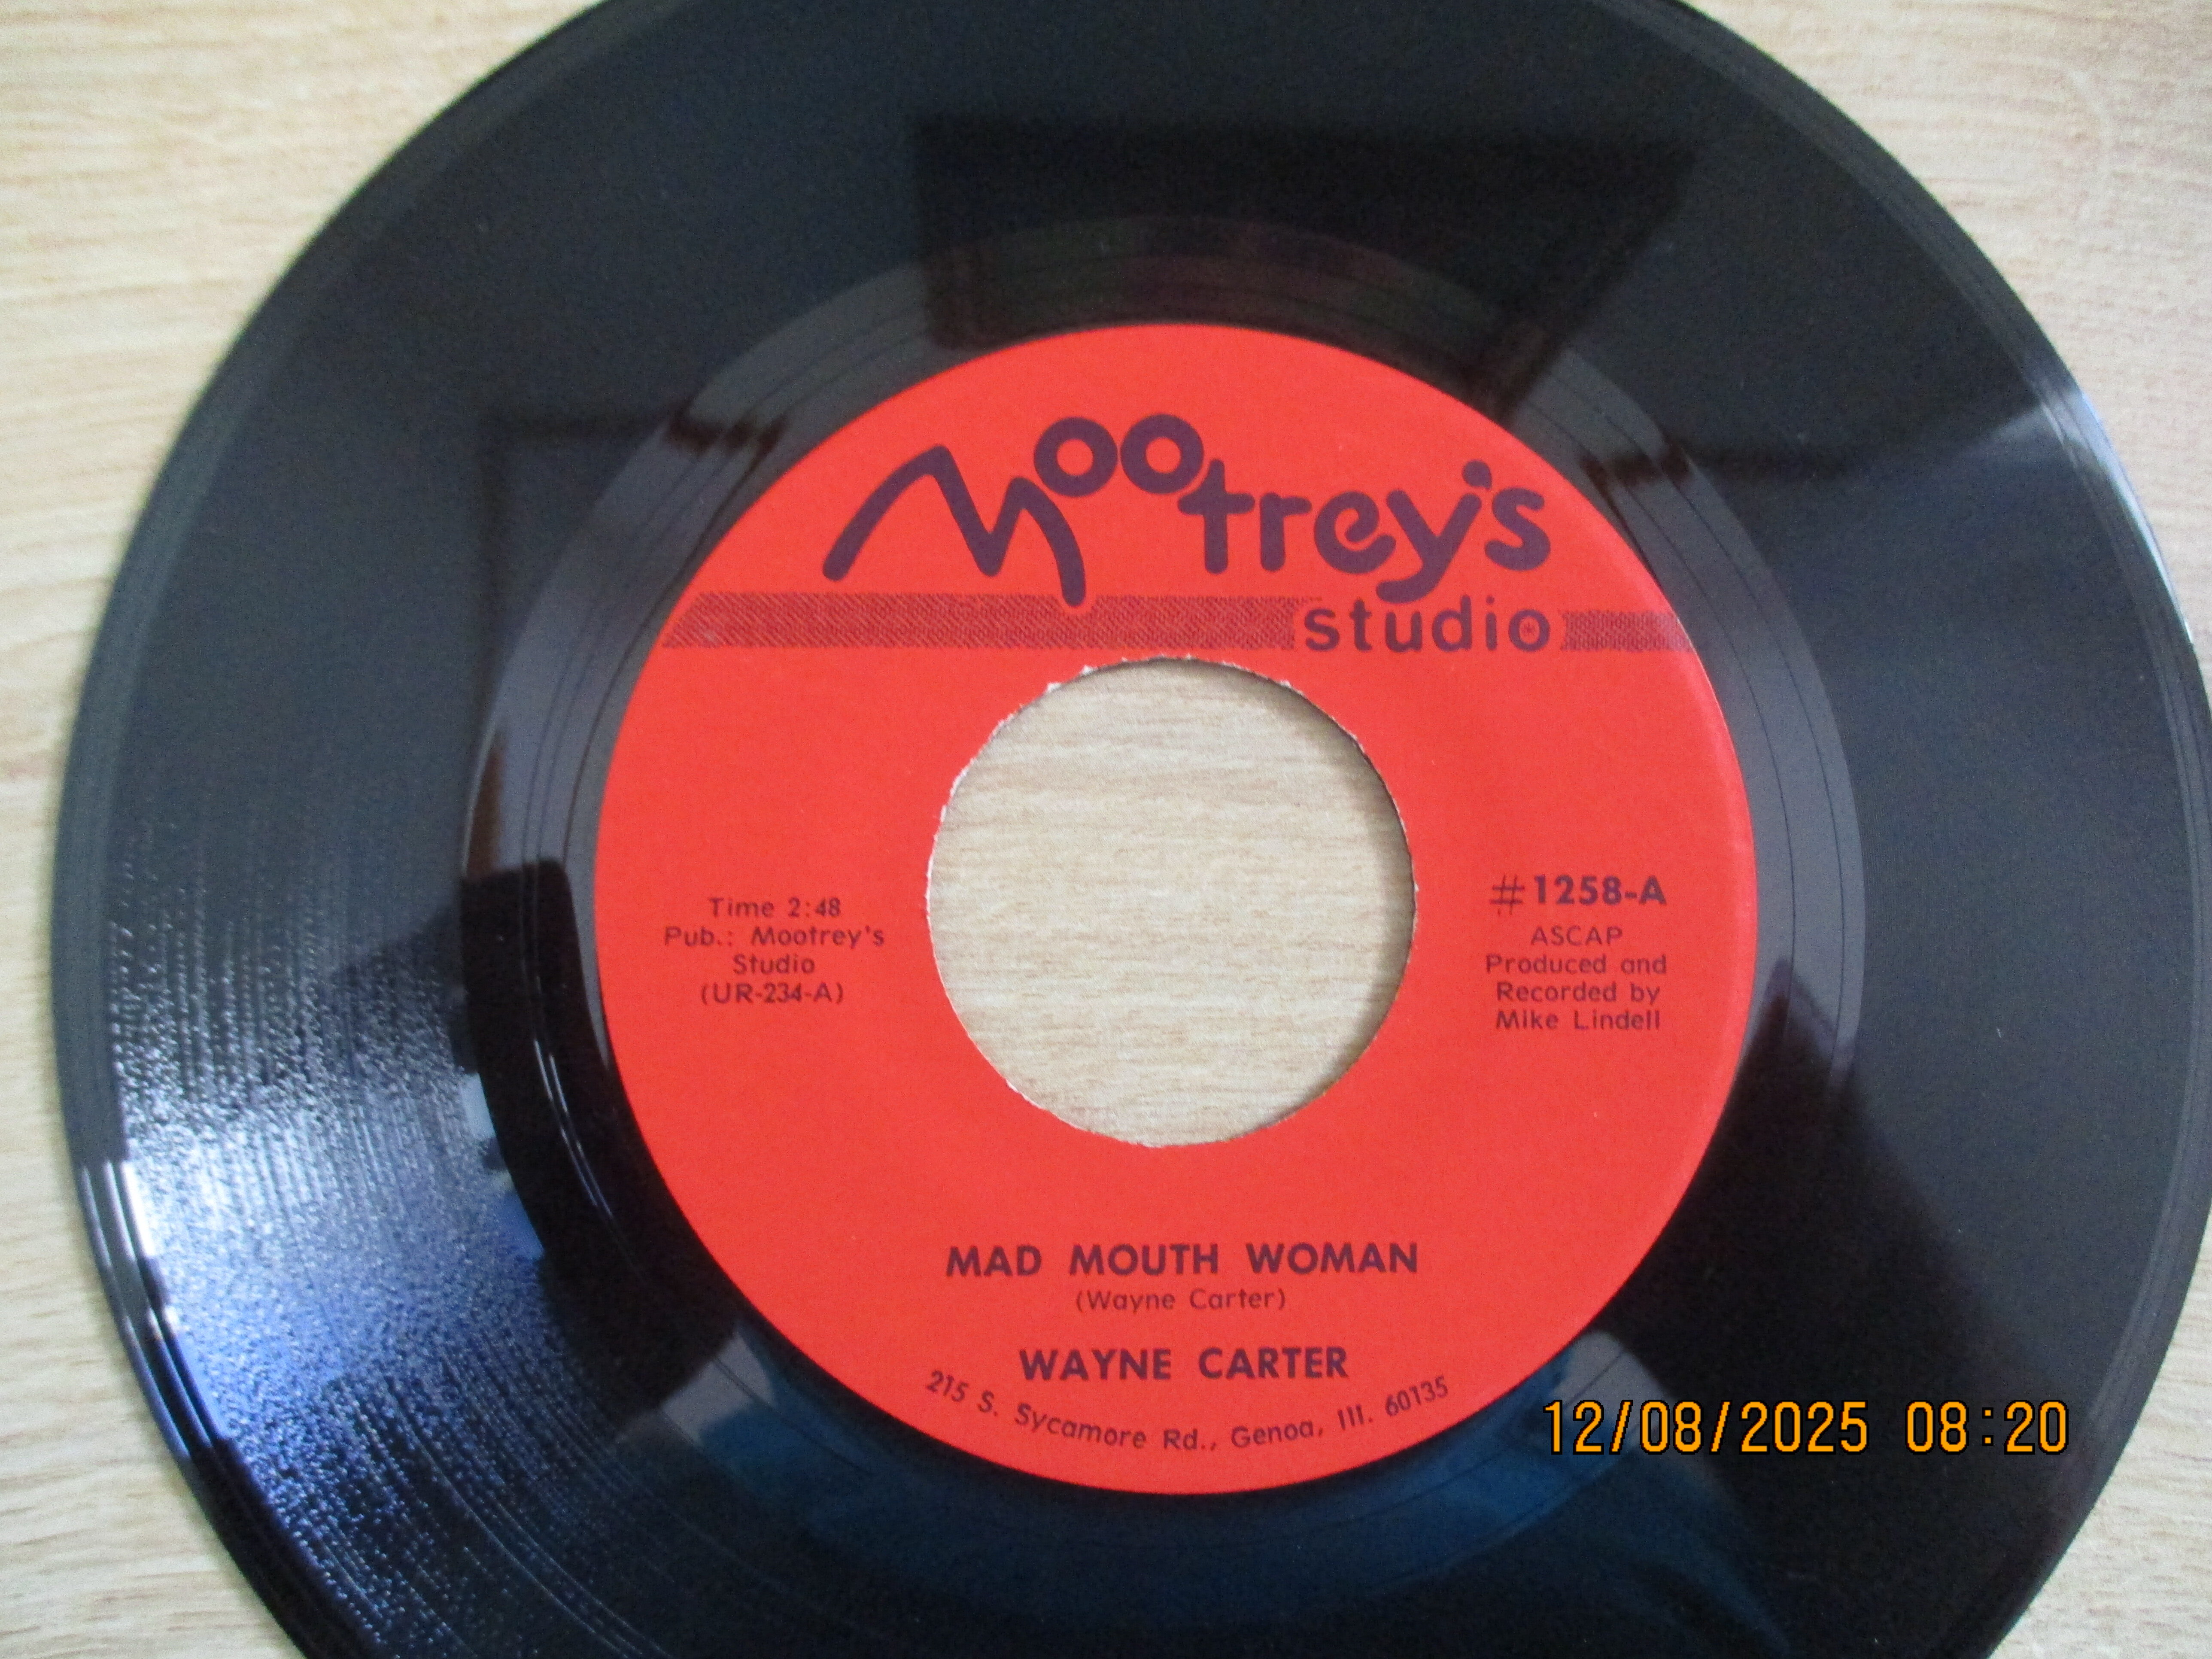 Mootrey's
studio
Time 2:48
Pub.: Mootrey's
Studio
(UR-234-A)
#1258-A
ASCAP
Produced and
Recorded by
Mike Lindell
MAD MOUTH WOMAN
(Wayne Carter)
WAYNE CARTER
215 S. Sycamore Rd., Genoa, Ill. 60135
12/08/2025 08:20